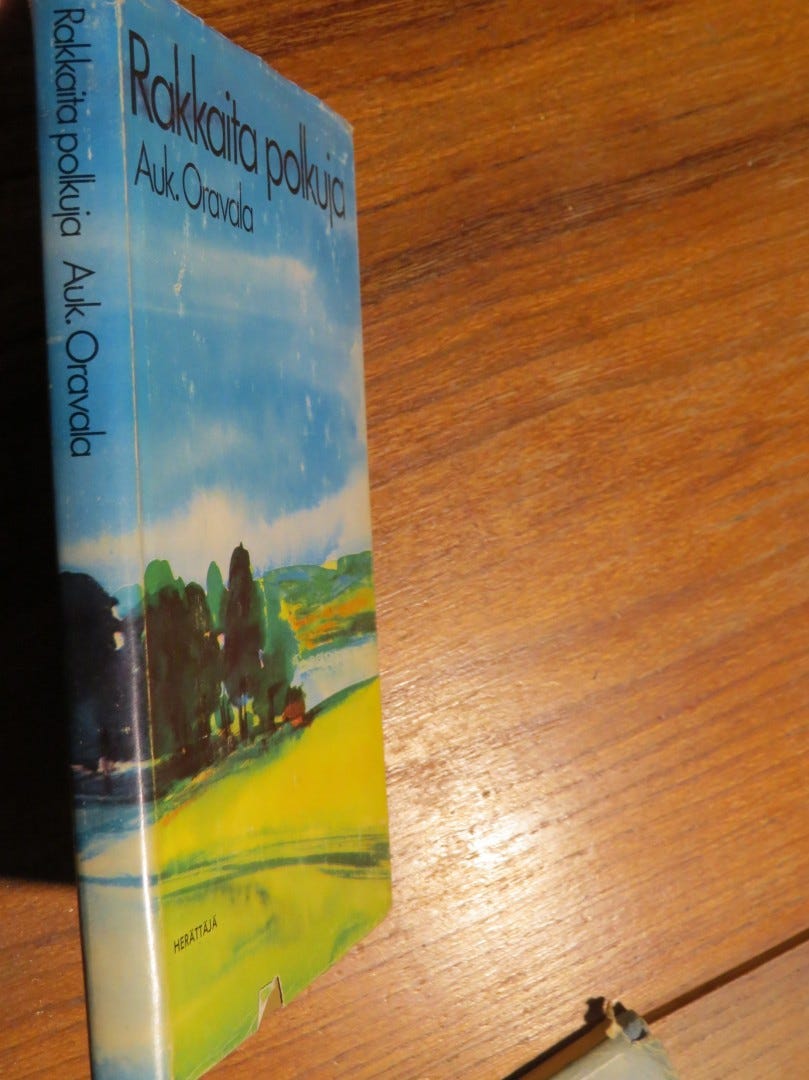 Rakkaita polkuja Auk. Oravala
Rakkaita polkuja
Auk. Oravala
HERÄTTÄJÄ